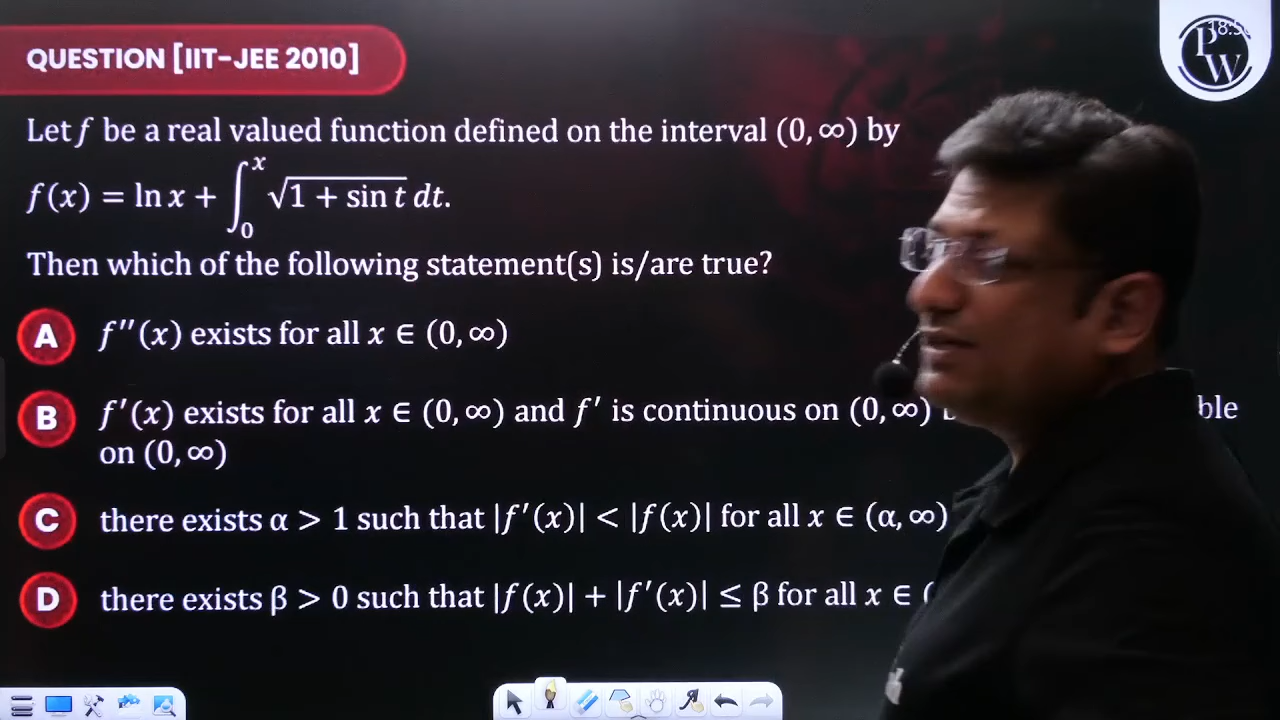 QUESTION [IIT-JEE 2010]
18:5
PW
Let f be a real valued function defined on the interval (0, ∞) by
f(x) = ln x + ∫₀ˣ √(1 + sin t) dt.
Then which of the following statement(s) is/are true?
A f″(x) exists for all x ∈ (0, ∞)
B f′(x) exists for all x ∈ (0, ∞) and f′ is continuous on (0, ∞)
on (0, ∞)
C there exists α > 1 such that |f′(x)| < |f(x)| for all x ∈ (α, ∞)
D there exists β > 0 such that |f(x)| + |f′(x)| ≤ β for all x ∈ (